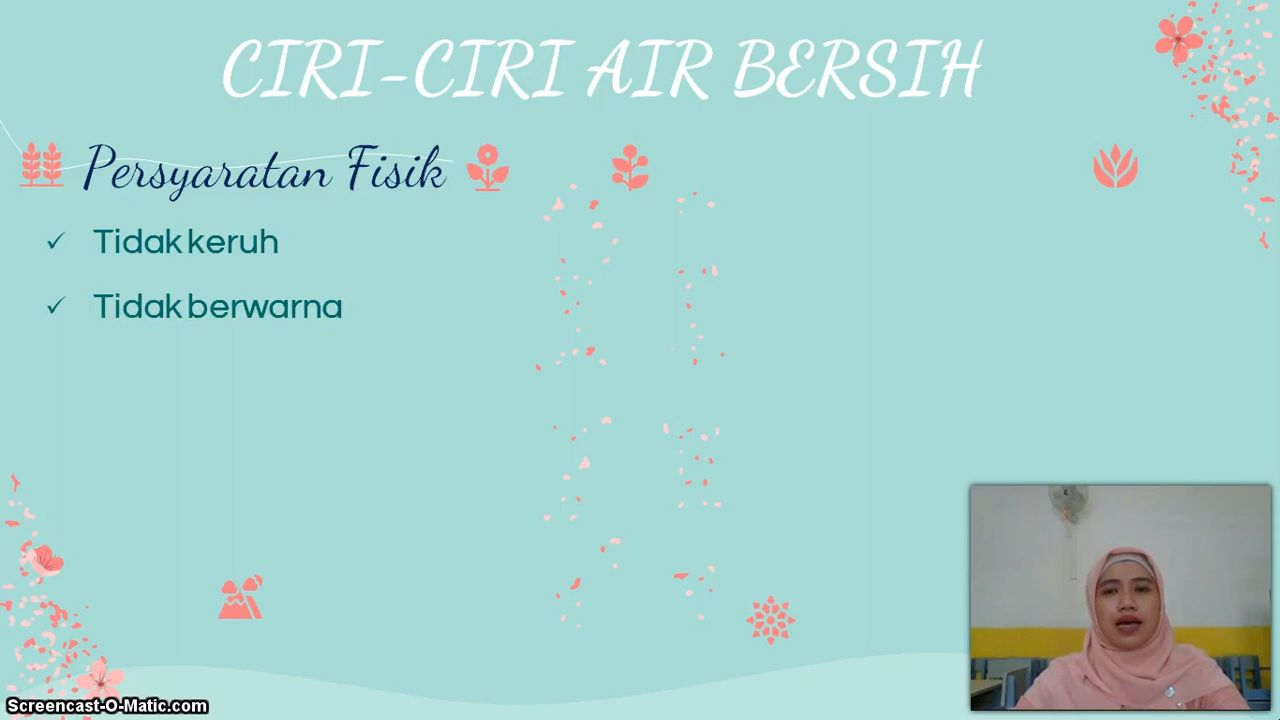 CIRI-CIRI AIR BERSIH
Persyaratan Fisik
✓ Tidak keruh
✓ Tidak berwarna
Screencast-O-Matic.com